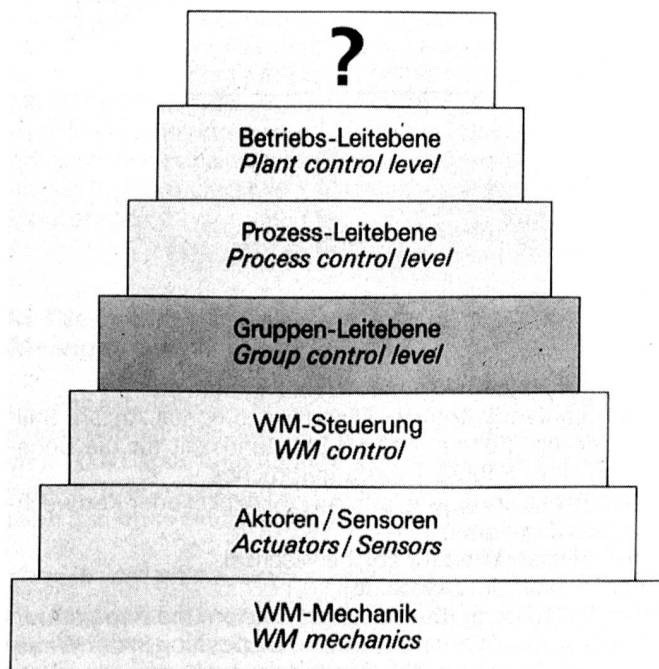 ?
Betriebs-Leitebene
Plant control level
Prozess-Leitebene
Process control level
Gruppen-Leitebene
Group control level
WM-Steuerung
WM control
Aktoren / Sensoren
Actuators / Sensors
WM-Mechanik
WM mechanics